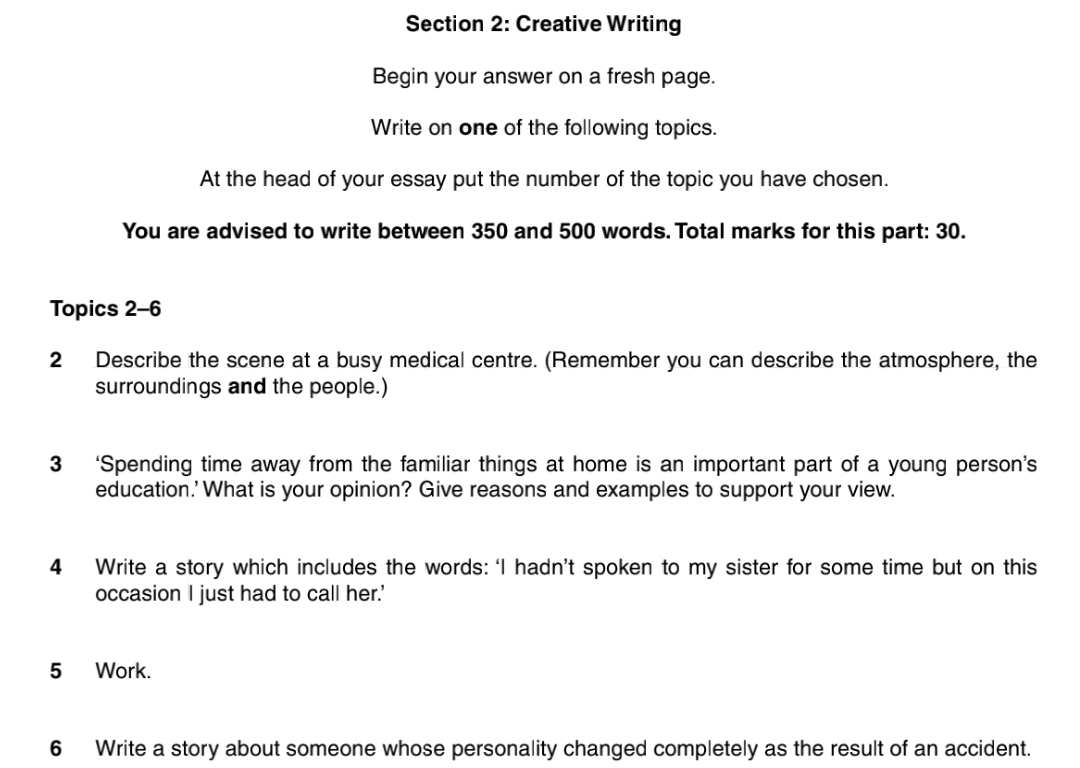 Section 2: Creative Writing
Begin your answer on a fresh page.
Write on one of the following topics.
At the head of your essay put the number of the topic you have chosen.
You are advised to write between 350 and 500 words. Total marks for this part: 30.
Topics 2–6
2 Describe the scene at a busy medical centre. (Remember you can describe the atmosphere, the
surroundings and the people.)
3 ‘Spending time away from the familiar things at home is an important part of a young person’s
education.’ What is your opinion? Give reasons and examples to support your view.
4 Write a story which includes the words: ‘I hadn’t spoken to my sister for some time but on this
occasion I just had to call her.’
5 Work.
6 Write a story about someone whose personality changed completely as the result of an accident.